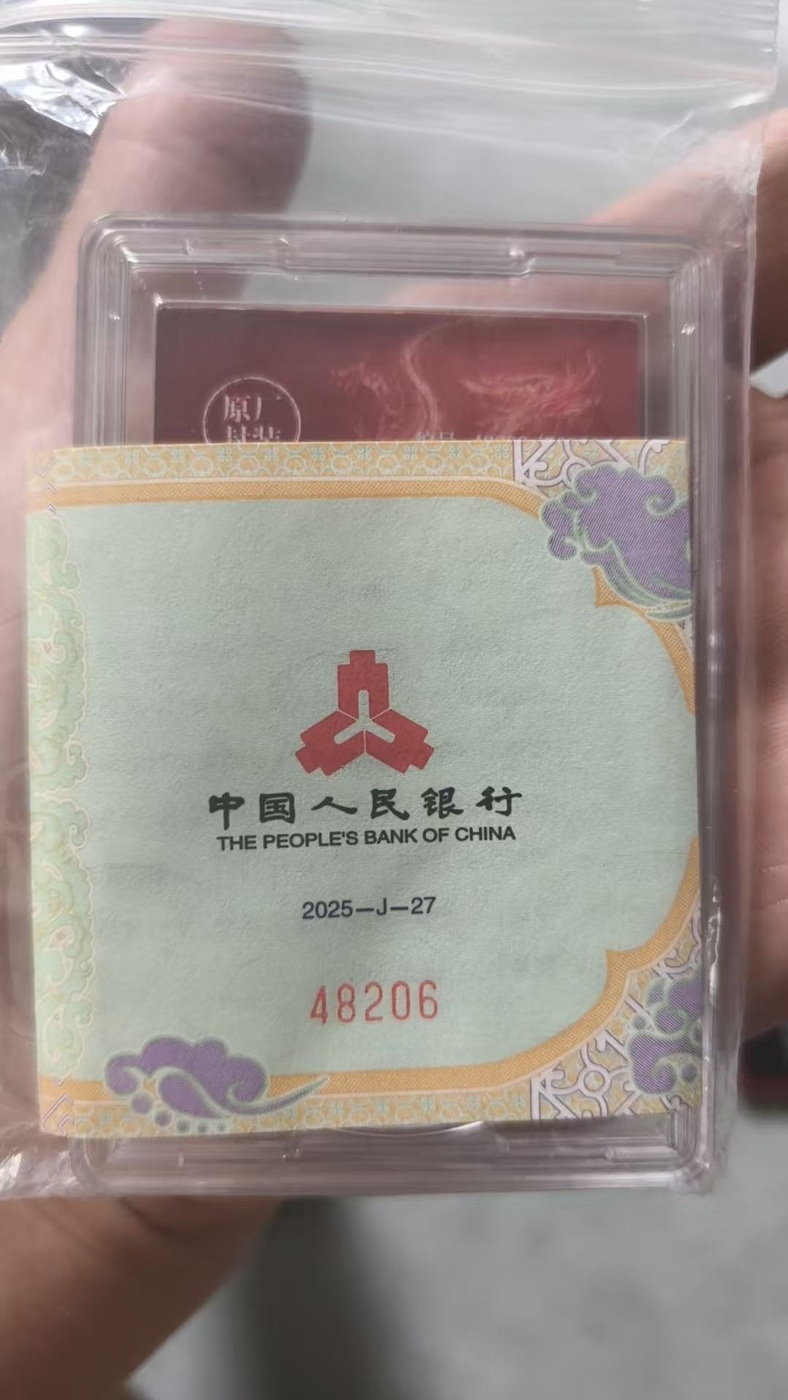 原厂
封装
中国人民银行
THE PEOPLE'S BANK OF CHINA
2025—J—27
48206